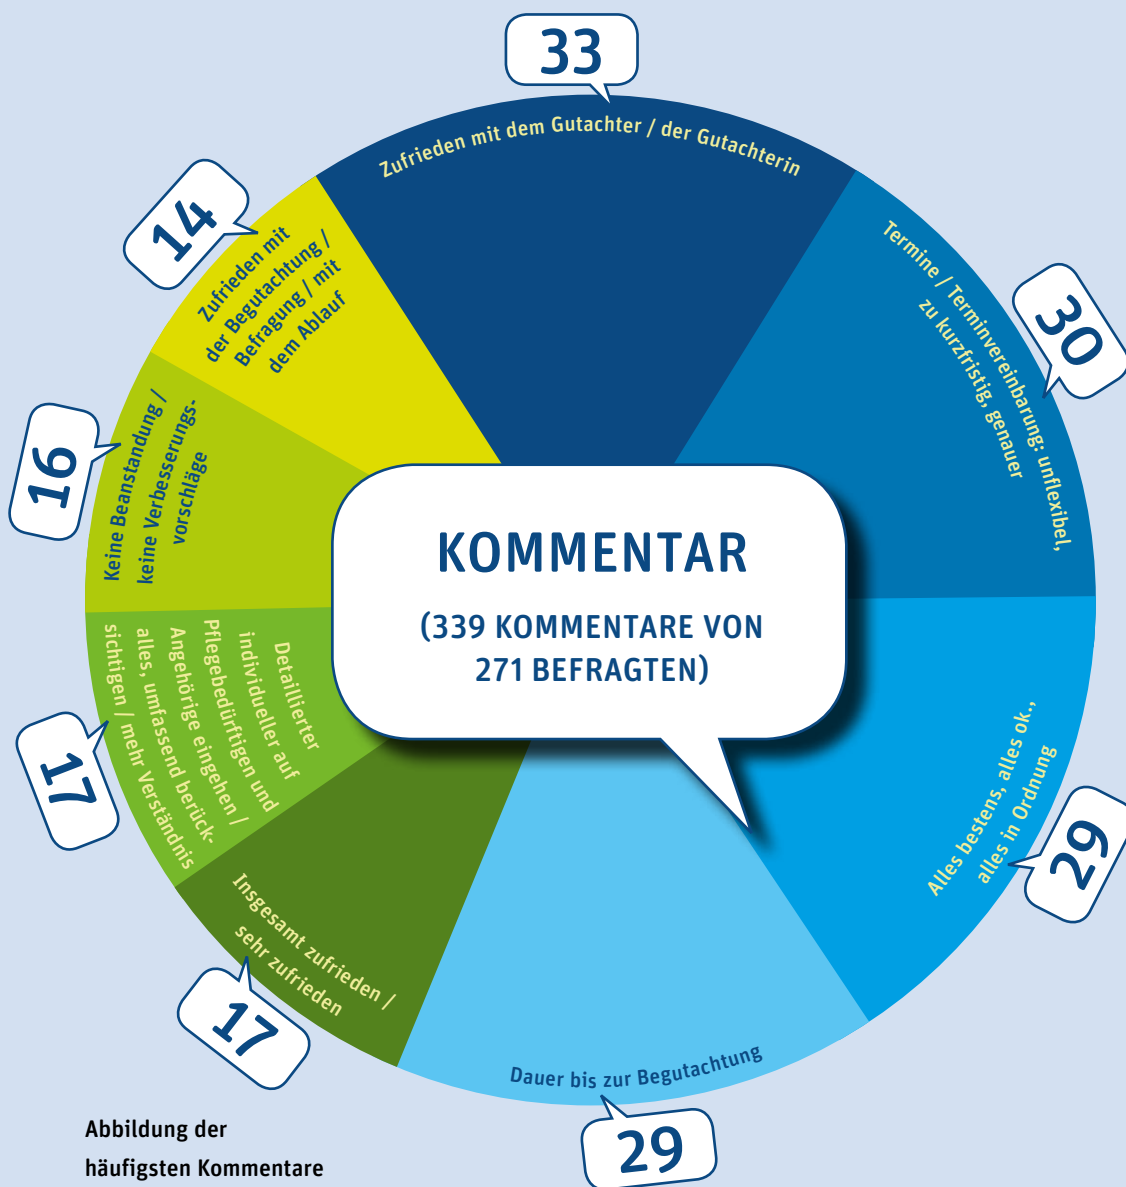 33
Zufrieden mit dem Gutachter / der Gutachterin
30
Termine / Terminvereinbarung: unflexibel,
zu kurzfristig, genauer
29
Alles bestens, alles ok.,
alles in Ordnung
29
Dauer bis zur Begutachtung
17
Insgesamt zufrieden /
sehr zufrieden
17
Detaillierter
individueller auf
Pflegebedürftigen und
Angehörige eingehen /
alles, umfassend berück-
sichtigen / mehr Verständnis
16
Keine Beanstandung /
keine Verbesserungs-
vorschläge
14
Zufrieden mit
der Begutachtung /
Befragung / mit
dem Ablauf
KOMMENTAR
(339 KOMMENTARE VON
271 BEFRAGTEN)
Abbildung der
häufigsten Kommentare